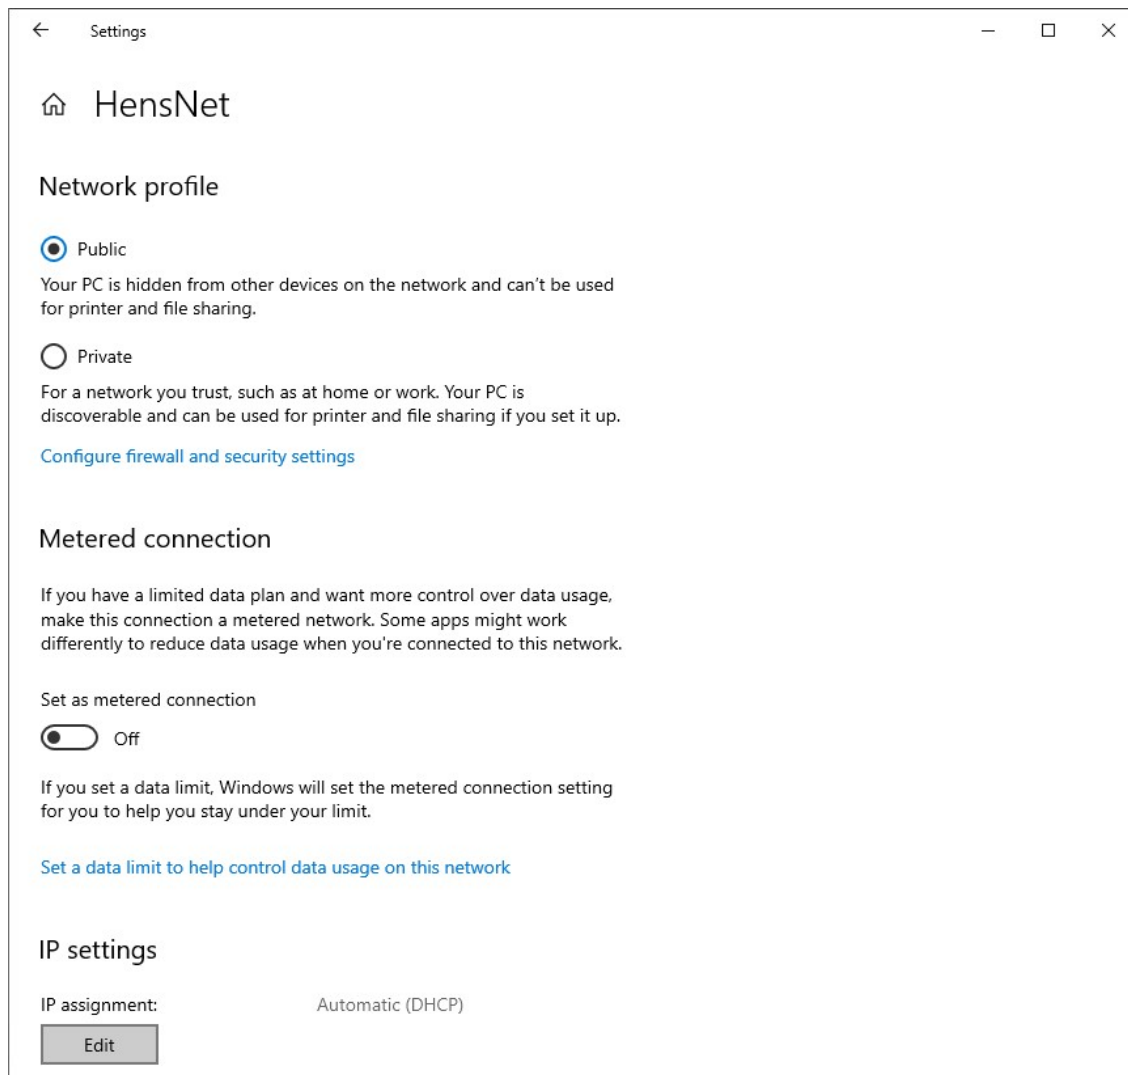 Settings
HensNet
Network profile
Public
Your PC is hidden from other devices on the network and can't be used
for printer and file sharing.
Private
For a network you trust, such as at home or work. Your PC is
discoverable and can be used for printer and file sharing if you set it up.
Configure firewall and security settings
Metered connection
If you have a limited data plan and want more control over data usage,
make this connection a metered network. Some apps might work
differently to reduce data usage when you're connected to this network.
Set as metered connection
Off
If you set a data limit, Windows will set the metered connection setting
for you to help you stay under your limit.
Set a data limit to help control data usage on this network
IP settings
IP assignment: Automatic (DHCP)
Edit